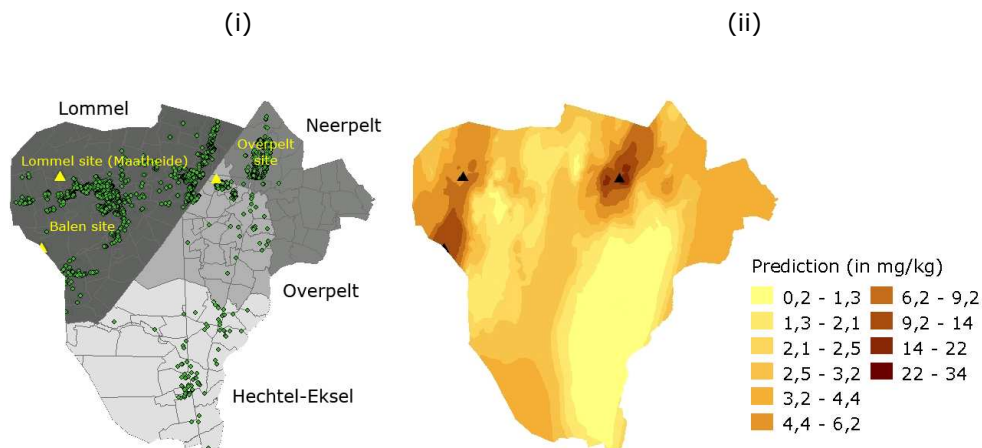 (i)
(ii)
Lommel
Neerpelt
Overpelt
site
Lommel site (Maatheide)
Balen site
Overpelt
Hechtel-Eksel
Prediction (in mg/kg)
0,2 - 1,3
1,3 - 2,1
2,1 - 2,5
2,5 - 3,2
3,2 - 4,4
4,4 - 6,2
6,2 - 9,2
9,2 - 14
14 - 22
22 - 34